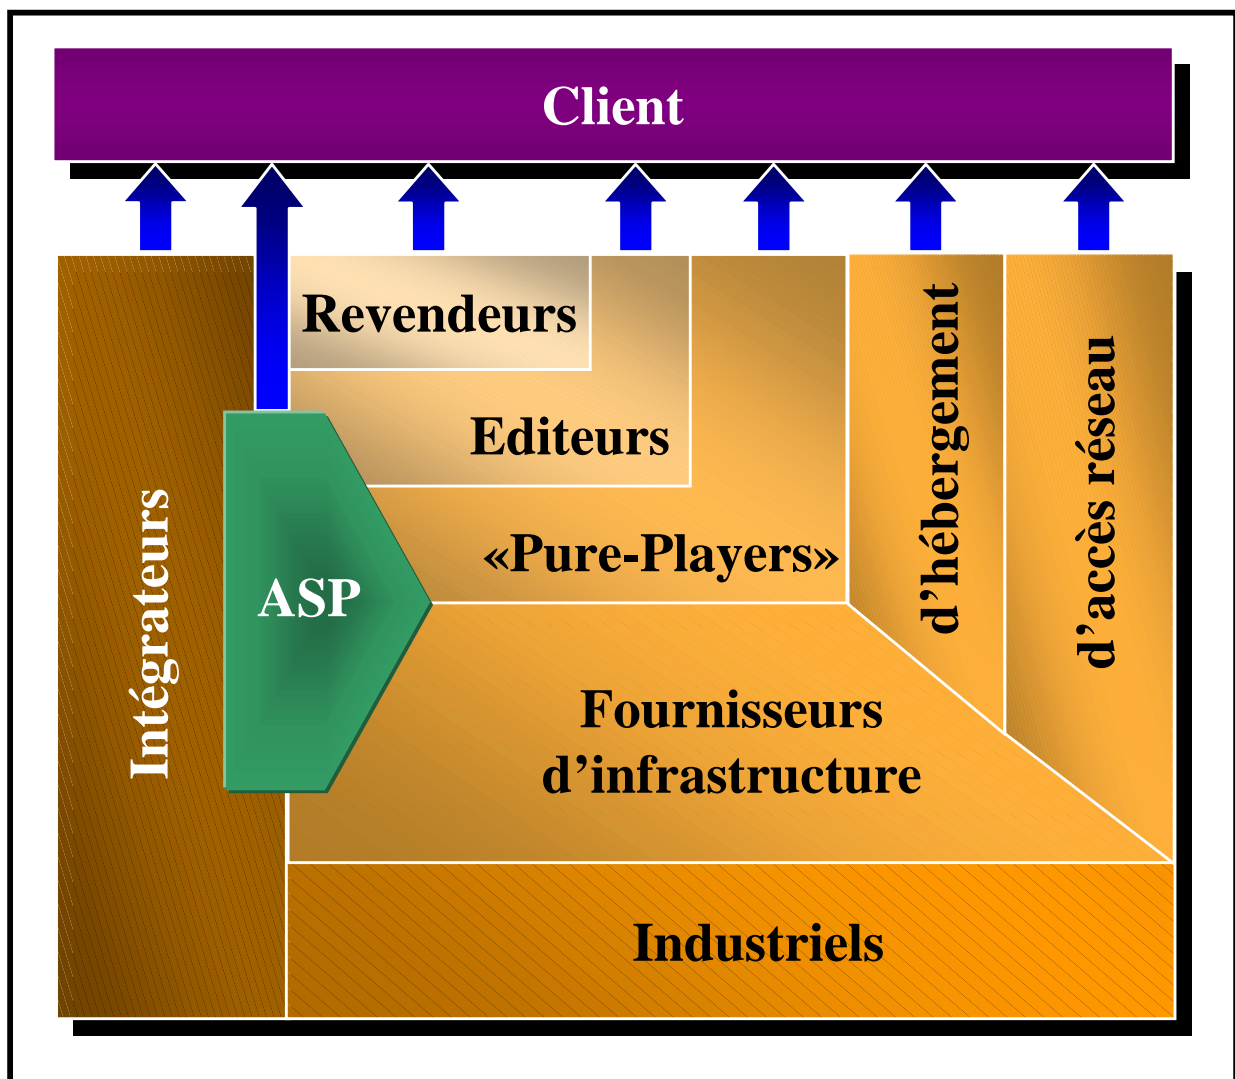 Client
Revendeurs
Editeurs
«Pure-Players»
d’hébergement
d’accès réseau
Intégrateurs
ASP
Fournisseurs
d’infrastructure
Industriels